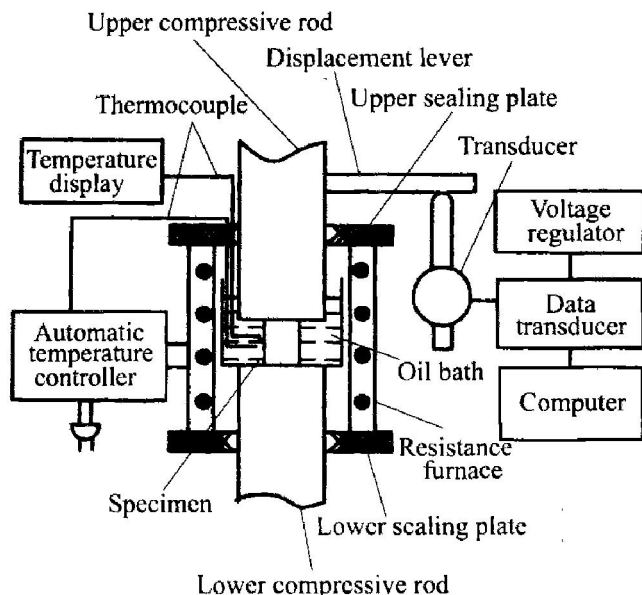 Upper compressive rod
Displacement lever
Thermocouple
Upper sealing plate
Temperature
display
Transducer
Voltage
regulator
Automatic
temperature
controller
Data
transducer
Oil bath
Computer
Resistance
furnace
Specimen
Lower scaling plate
Lower compressive rod